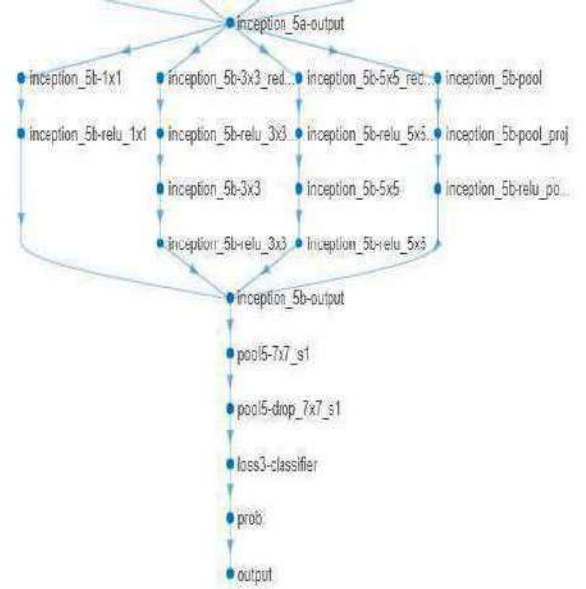 inception_5a-output
inception_5b-1x1
inception_5b-3x3_red...
inception_5b-5x5_red...
inception_5b-pool
inception_5b-relu_1x1
inception_5b-relu_3x3...
inception_5b-relu_5x5...
inception_5b-pool_proj
inception_5b-3x3
inception_5b-5x5
inception_5b-relu_po...
inception_5b-relu_3x3
inception_5b-relu_5x5
inception_5b-output
pool5-7x7_s1
pool5-drop_7x7_s1
loss3-classifier
prob
output